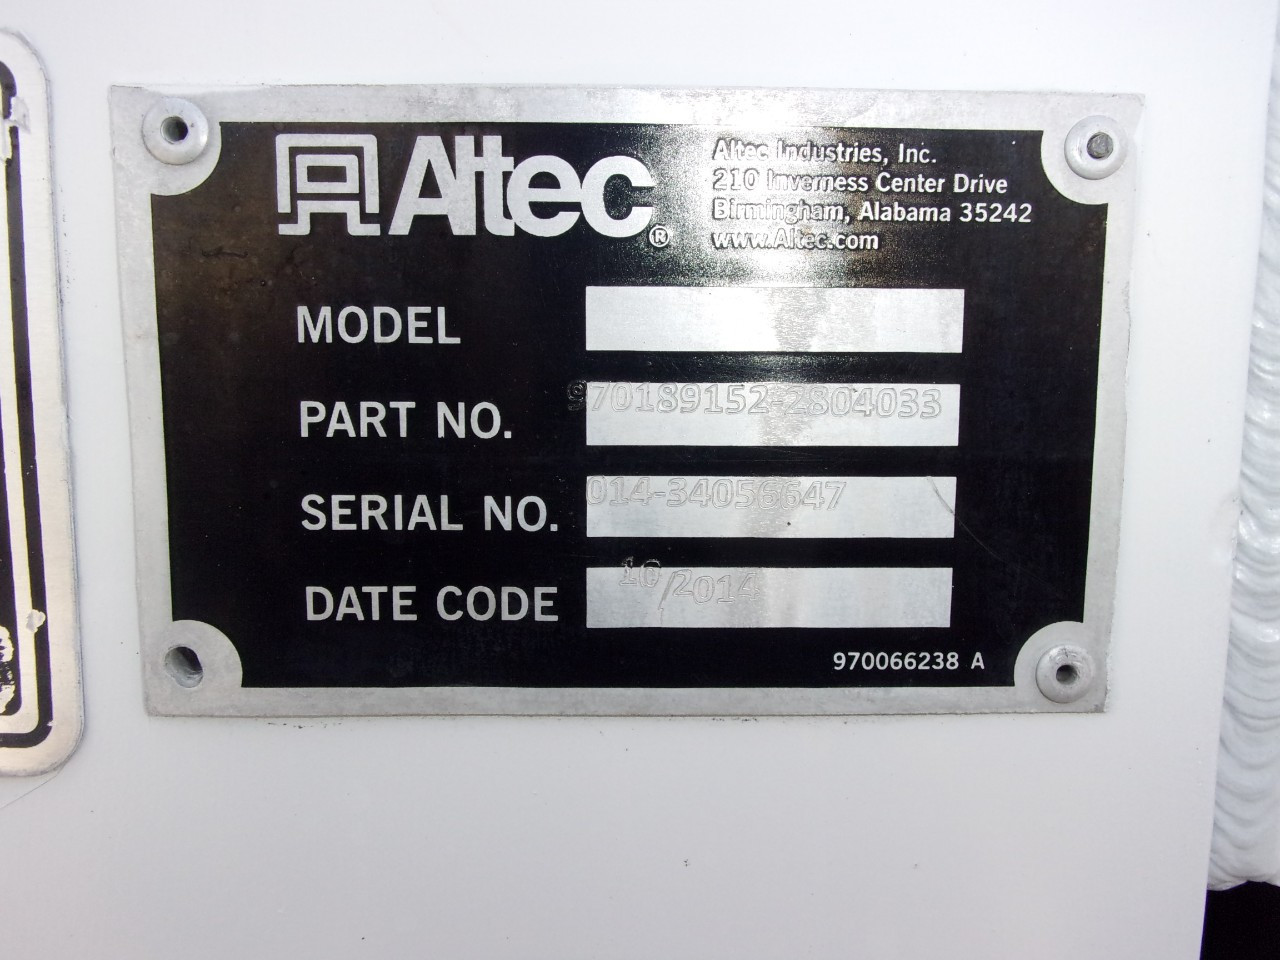 Altec®
Altec Industries, Inc.
210 Inverness Center Drive
Birmingham, Alabama 35242
www.Altec.com
MODEL
PART NO. 970189152-2804033
SERIAL NO. 014-34056647
DATE CODE 10/2014
970066238 A